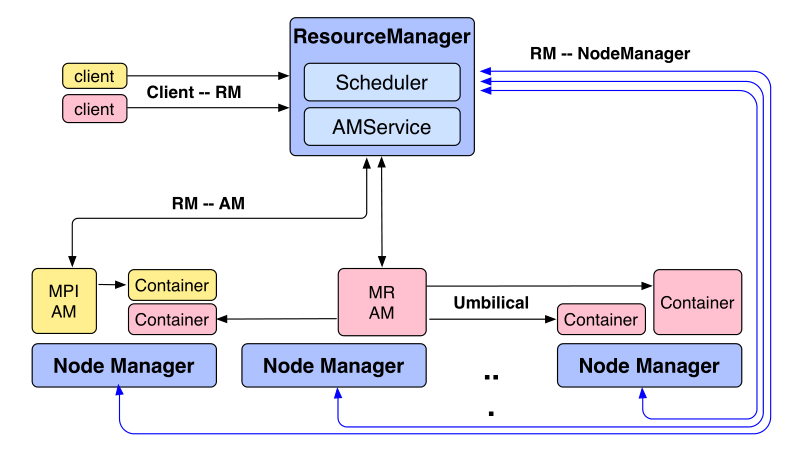 ResourceManager
RM -- NodeManager
client
Scheduler
Client -- RM
client
AMService
RM -- AM
MPI
AM
Container
Container
MR
AM
Umbilical
Container
Container
Node Manager
Node Manager
Node Manager